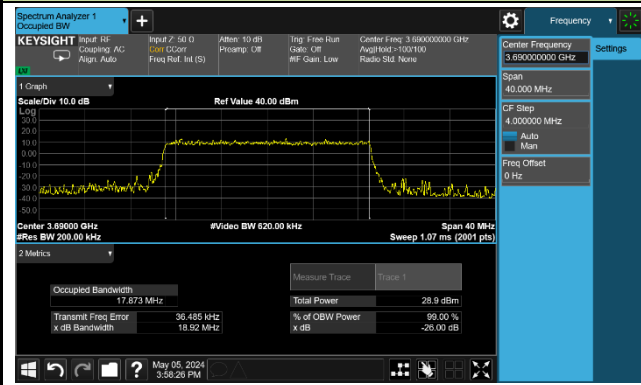 Spectrum Analyzer 1
Occupied BW
Frequency
KEYSIGHT
Input: RF
Coupling: AC
Align: Auto
Input Z: 50 Ω
Corr CCorr
Freq Ref: Int (S)
Atten: 10 dB
Preamp: Off
Trig: Free Run
Gate: Off
#IF Gain: Low
Center Freq: 3.690000000 GHz
Avg|Hold:>100/100
Radio Std: None
LV
Center Frequency
3.690000000 GHz
Settings
Span
40.000 MHz
CF Step
4.000000 MHz
Auto
Man
Freq Offset
0 Hz
1 Graph
Scale/Div 10.0 dB
Ref Value 40.00 dBm
Log
30.0
20.0
10.0
0.00
-10.0
-20.0
-30.0
-40.0
-50.0
Center 3.69000 GHz
#Video BW 620.00 kHz
Span 40 MHz
#Res BW 200.00 kHz
Sweep 1.07 ms (2001 pts)
2 Metrics
Measure Trace
Trace 1
Occupied Bandwidth
17.873 MHz
Total Power
28.9 dBm
Transmit Freq Error
36.485 kHz
% of OBW Power
99.00 %
x dB Bandwidth
18.92 MHz
x dB
-26.00 dB
?
May 05, 2024
3:58:26 PM